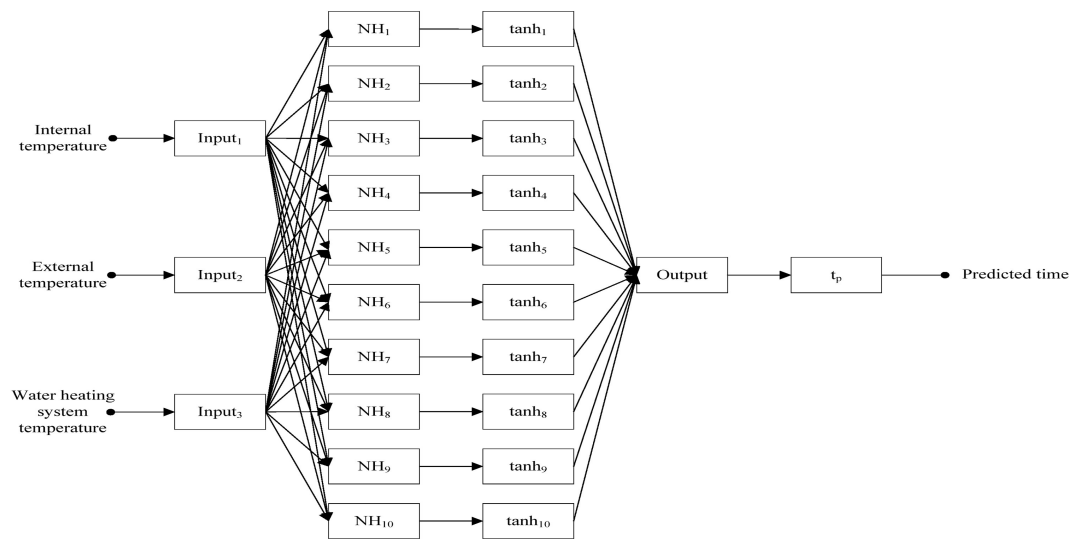 Internal
temperature
External
temperature
Water heating
system
temperature
Input₁
Input₂
Input₃
NH₁
NH₂
NH₃
NH₄
NH₅
NH₆
NH₇
NH₈
NH₉
NH₁₀
tanh₁
tanh₂
tanh₃
tanh₄
tanh₅
tanh₆
tanh₇
tanh₈
tanh₉
tanh₁₀
Output
tₚ
Predicted time